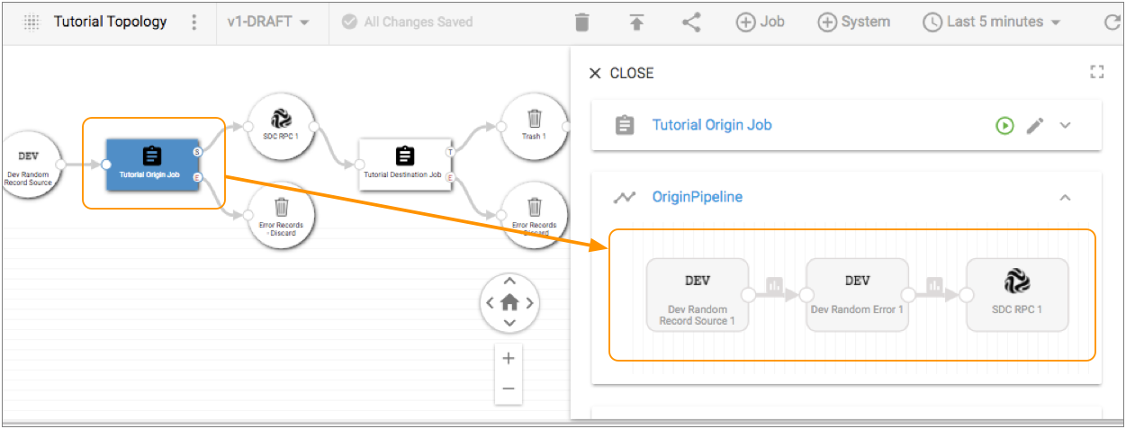 Tutorial Topology
v1-DRAFT
All Changes Saved
Job
System
Last 5 minutes
CLOSE
Tutorial Origin Job
OriginPipeline
DEV
Dev Random
Record Source 1
DEV
Dev Random Error 1
SDC RPC 1
DEV
Dev Random
Record Source
Tutorial Origin Job
S
E
SDC RPC 1
Error Records
- Discard
Tutorial Destination Job
T
E
Trash 1
Error Records
- Discard